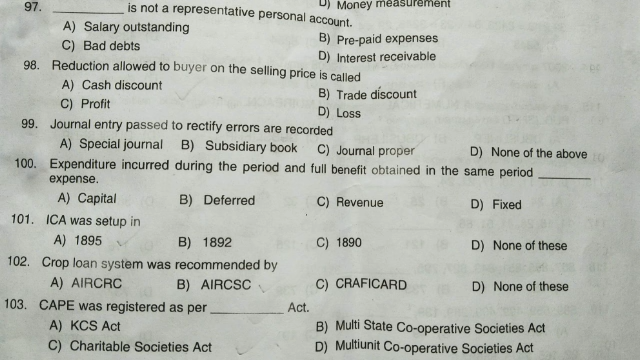 D) Money measurement
97. ________ is not a representative personal account.
A) Salary outstanding B) Pre-paid expenses
C) Bad debts D) Interest receivable
98. Reduction allowed to buyer on the selling price is called
A) Cash discount B) Trade discount
C) Profit D) Loss
99. Journal entry passed to rectify errors are recorded
A) Special journal B) Subsidiary book C) Journal proper D) None of the above
100. Expenditure incurred during the period and full benefit obtained in the same period ________
expense.
A) Capital B) Deferred C) Revenue D) Fixed
101. ICA was setup in
A) 1895 B) 1892 C) 1890 D) None of these
102. Crop loan system was recommended by
A) AIRCRC B) AIRCSC C) CRAFICARD D) None of these
103. CAPE was registered as per ________ Act.
A) KCS Act B) Multi State Co-operative Societies Act
C) Charitable Societies Act D) Multiunit Co-operative Societies Act